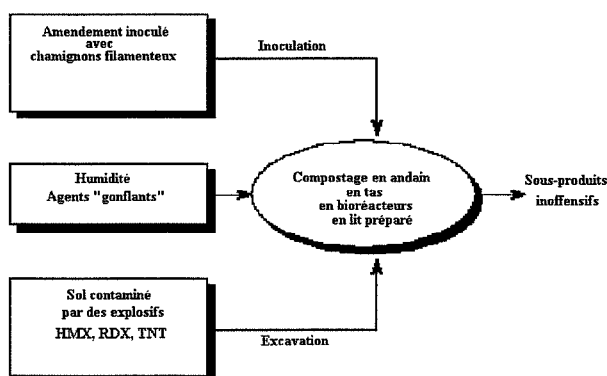 Amendement inoculé
avec
chamignons filamenteux
Inoculation
Humidité
Agents "gonflants"
Compostage en andain
en tas
en bioréacteurs
en lit préparé
Sous-produits
inoffensifs
Sol contaminé
par des explosifs
HMX, RDX, TNT
Excavation